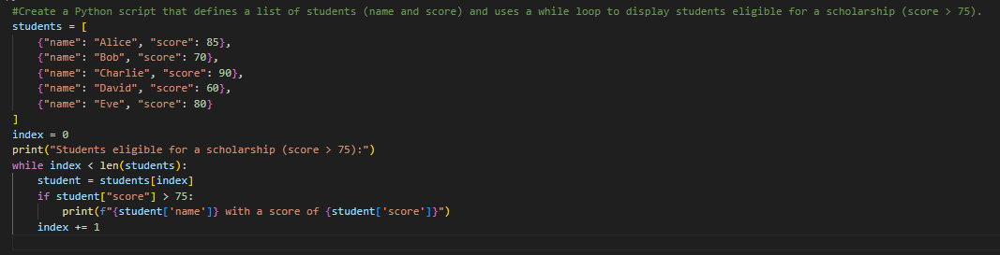 #Create a Python script that defines a list of students (name and score) and uses a while loop to display students eligible for a scholarship (score > 75).
students = [
    {"name": "Alice", "score": 85},
    {"name": "Bob", "score": 70},
    {"name": "Charlie", "score": 90},
    {"name": "David", "score": 60},
    {"name": "Eve", "score": 80}
]
index = 0
print("Students eligible for a scholarship (score > 75):")
while index < len(students):
    student = students[index]
    if student["score"] > 75:
        print(f"{student['name']} with a score of {student['score']}")
    index += 1